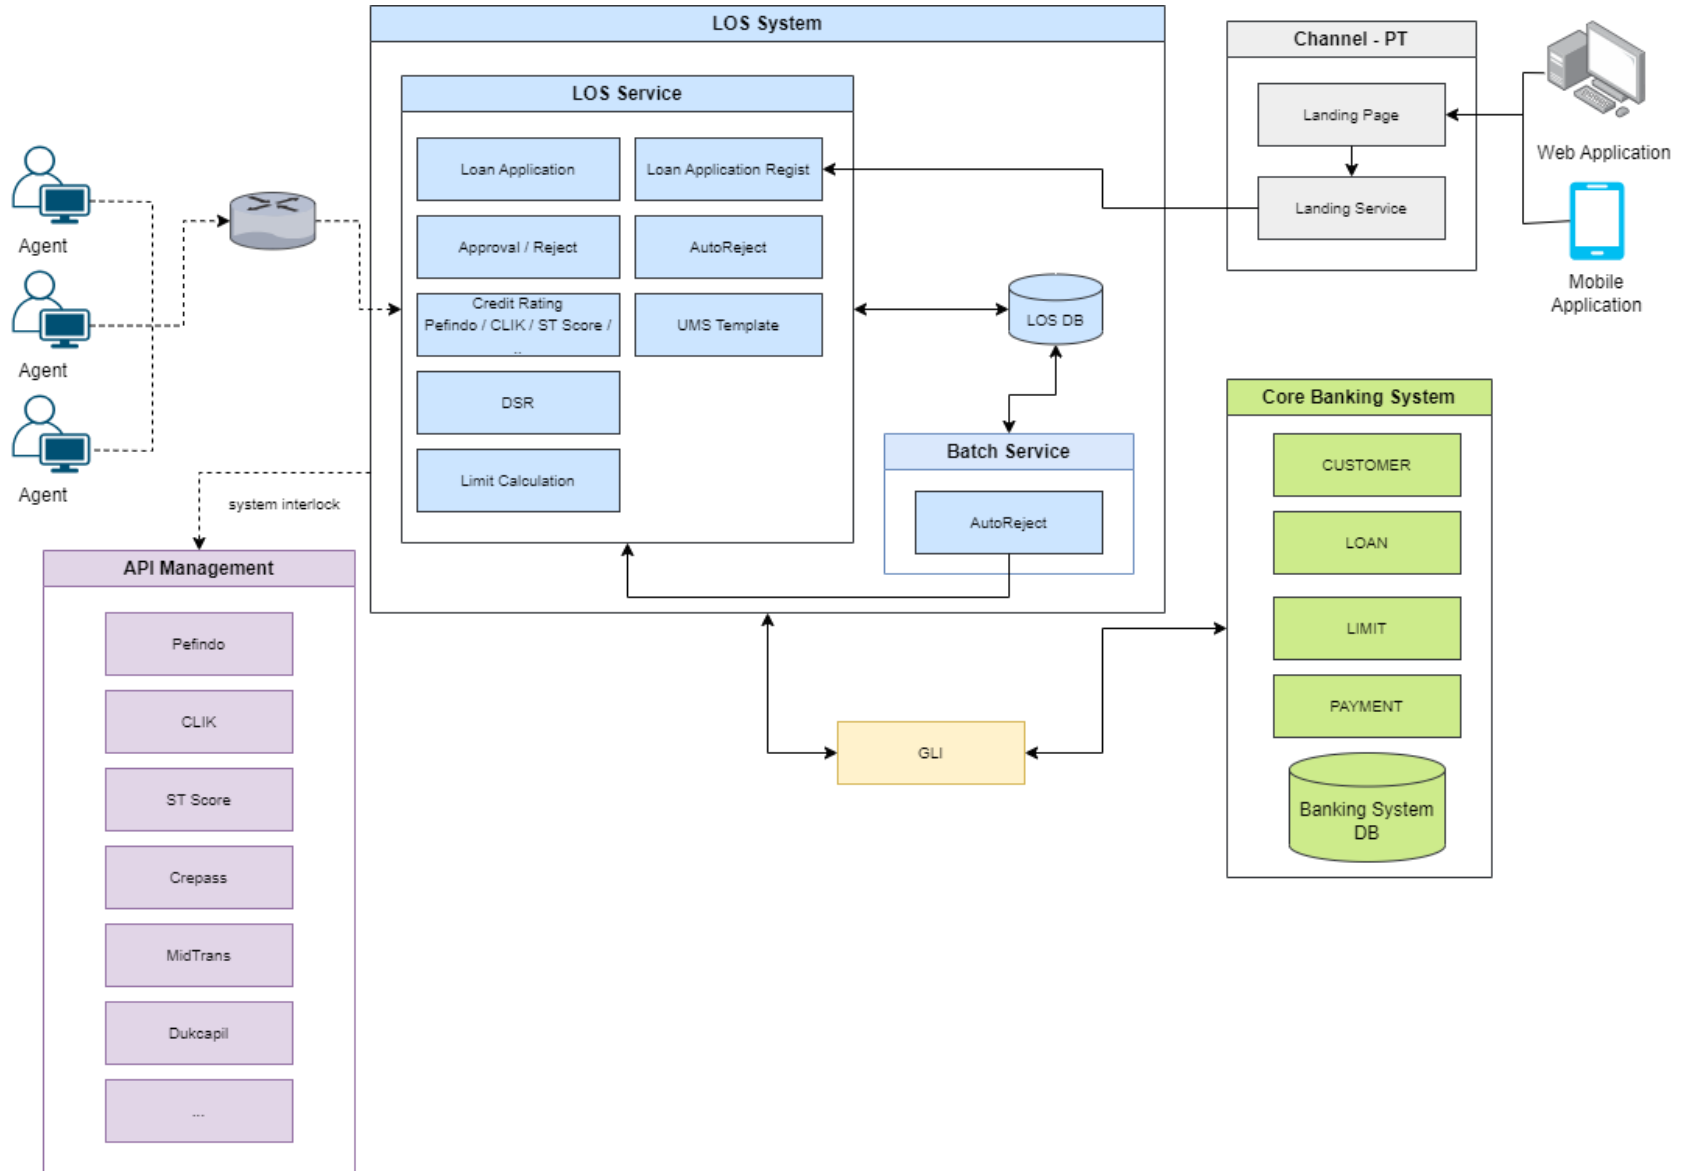 LOS System
LOS Service
Loan Application
Loan Application Regist
Approval / Reject
AutoReject
Credit Rating
Pefindo / CLIK / ST Score /
..
UMS Template
DSR
Limit Calculation
LOS DB
Batch Service
AutoReject
Channel - PT
Landing Page
Landing Service
Web Application
Mobile
Application
Agent
Agent
Agent
system interlock
API Management
Pefindo
CLIK
ST Score
Crepass
MidTrans
Dukcapil
...
GLI
Core Banking System
CUSTOMER
LOAN
LIMIT
PAYMENT
Banking System
DB